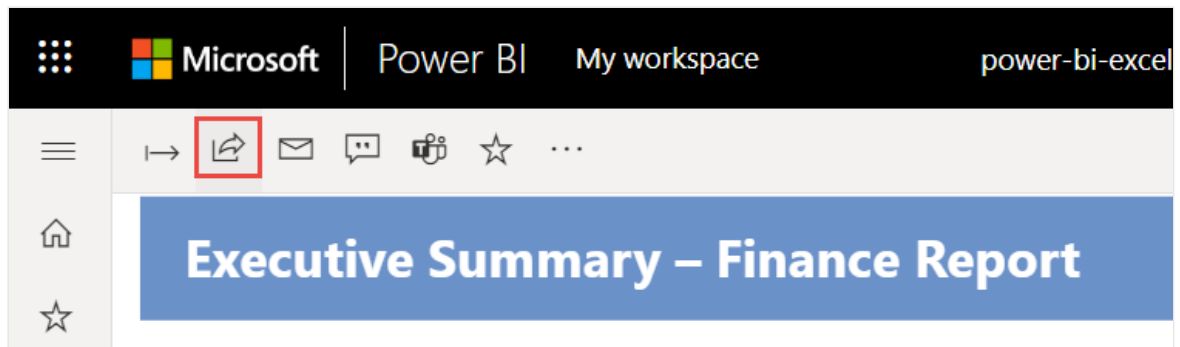 Microsoft Power BI My workspace power-bi-excel
Executive Summary – Finance Report